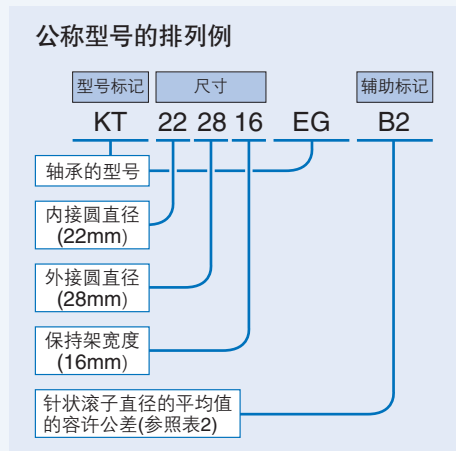 公称型号的排列例
型号标记 尺寸 辅助标记
KT 22 28 16 EG B2
轴承的型号
内接圆直径
(22mm)
外接圆直径
(28mm)
保持架宽度
(16mm)
针状滚子直径的平均值
的容许公差(参照表2)